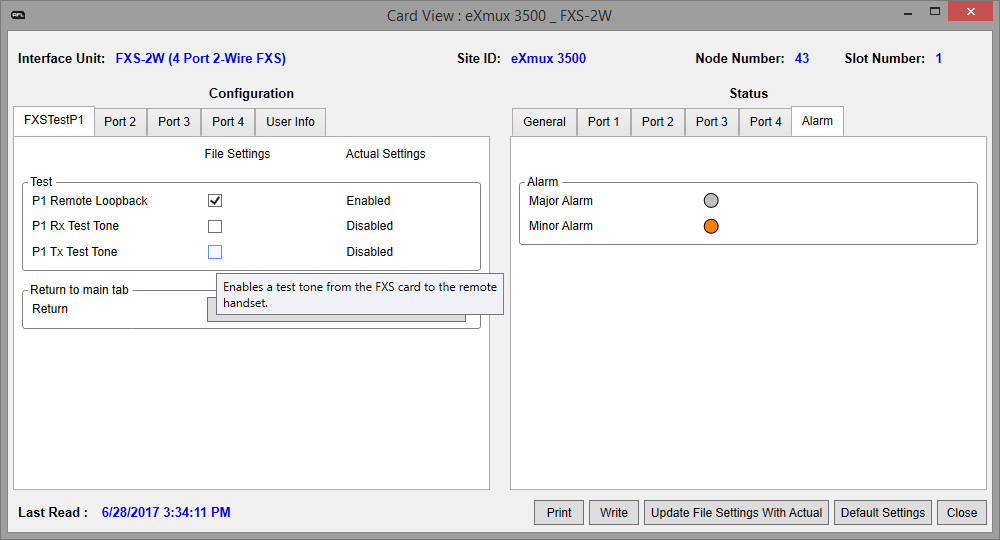 AFL
Card View : eXmux 3500 _ FXS-2W
Interface Unit: FXS-2W (4 Port 2-Wire FXS) Site ID: eXmux 3500 Node Number: 43 Slot Number: 1
Configuration Status
FXSTestP1 Port 2 Port 3 Port 4 User Info General Port 1 Port 2 Port 3 Port 4 Alarm
File Settings Actual Settings
Test Alarm
P1 Remote Loopback Enabled Major Alarm
P1 Rx Test Tone Disabled Minor Alarm
P1 Tx Test Tone Disabled
Enables a test tone from the FXS card to the remote
handset.
Return to main tab
Return
Last Read : 6/28/2017 3:34:11 PM Print Write Update File Settings With Actual Default Settings Close